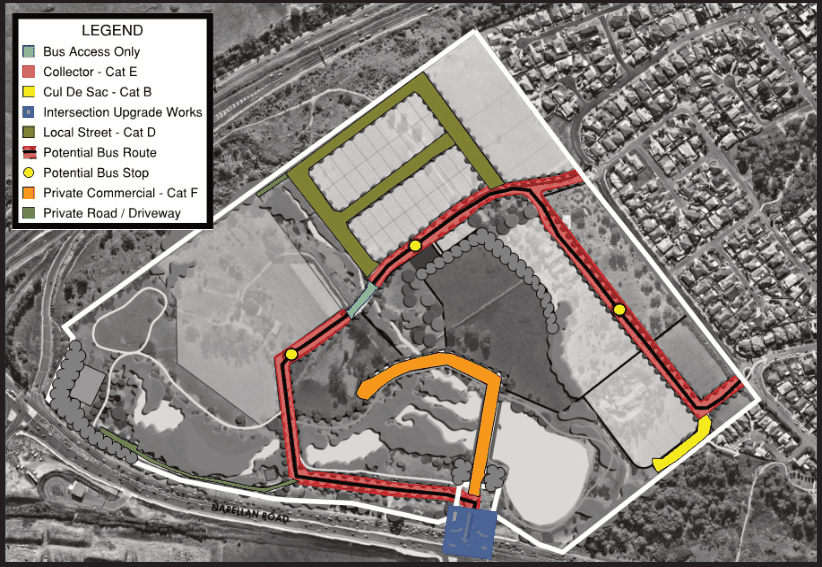 LEGEND
Bus Access Only
Collector - Cat E
Cul De Sac - Cat B
Intersection Upgrade Works
Local Street - Cat D
Potential Bus Route
Potential Bus Stop
Private Commercial - Cat F
Private Road / Driveway
NARELLAN ROAD